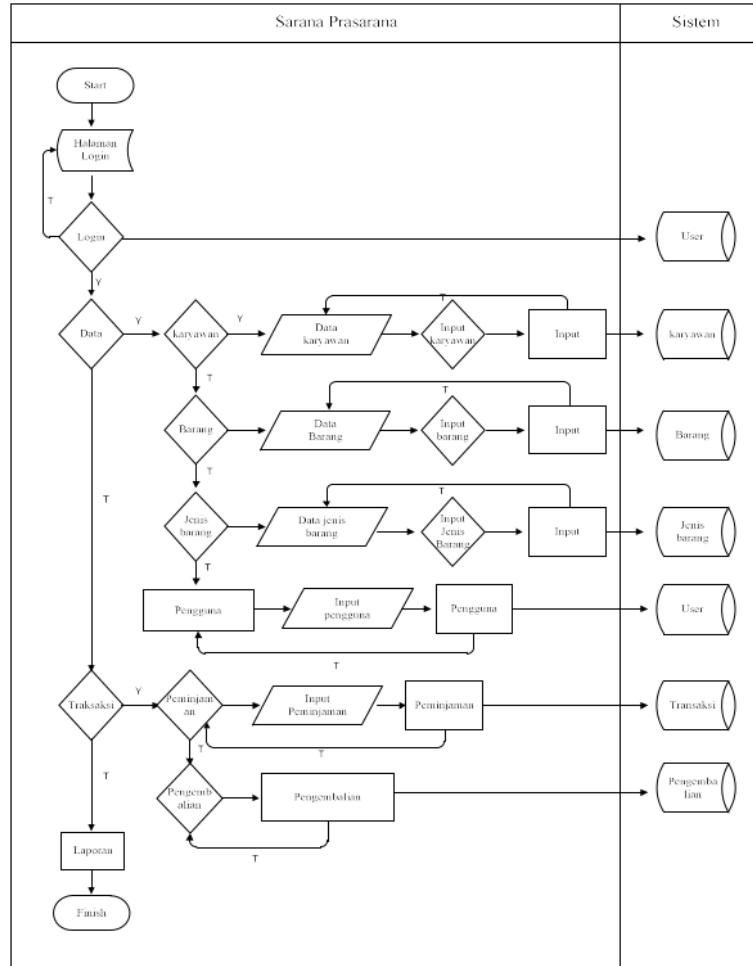 Sarana Prasarana
Sistem
Start
Halaman
Login
T
Login
User
Y
Data
Y
karyawan
Y
Data
karyawan
T
Input
karyawan
Input
karyawan
T
Barang
Data
Barang
T
Input
barang
Input
Barang
T
T
Jenis
barang
Data jenis
barang
T
Input
Jenis
Barang
Input
Jenis
barang
T
Pengguna
Input
pengguna
Pengguna
User
T
Traksaksi
Y
Peminjam
an
Input
Peminjaman
Peminjaman
Transaksi
T
T
T
Pengemb
alian
Pengembalian
Pengemba
lian
T
Laporan
Finish